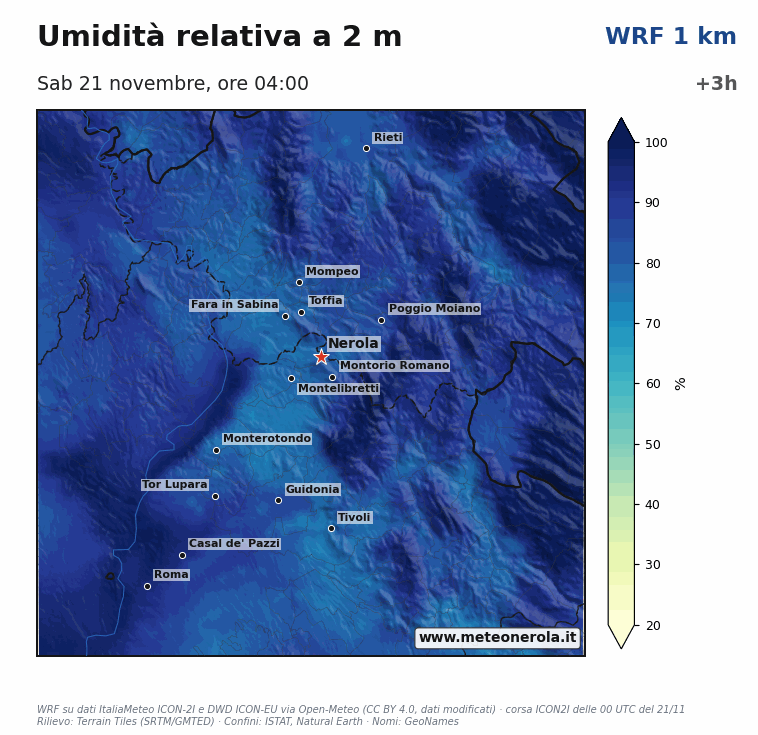 Umidità relativa a 2 m
WRF 1 km
Sab 21 novembre, ore 04:00
+3h
Rieti
Mompeo
Toffia
Fara in Sabina
Poggio Moiano
Nerola
Montorio Romano
Montelibretti
Monterotondo
Tor Lupara
Guidonia
Tivoli
Casal de' Pazzi
Roma
www.meteonerola.it
100
90
80
70
60
50
40
30
20
%
WRF su dati ItaliaMeteo ICON-2I e DWD ICON-EU via Open-Meteo (CC BY 4.0, dati modificati) · corsa ICON2I delle 00 UTC del 21/11
Rilievo: Terrain Tiles (SRTM/GMTED) · Confini: ISTAT, Natural Earth · Nomi: GeoNames